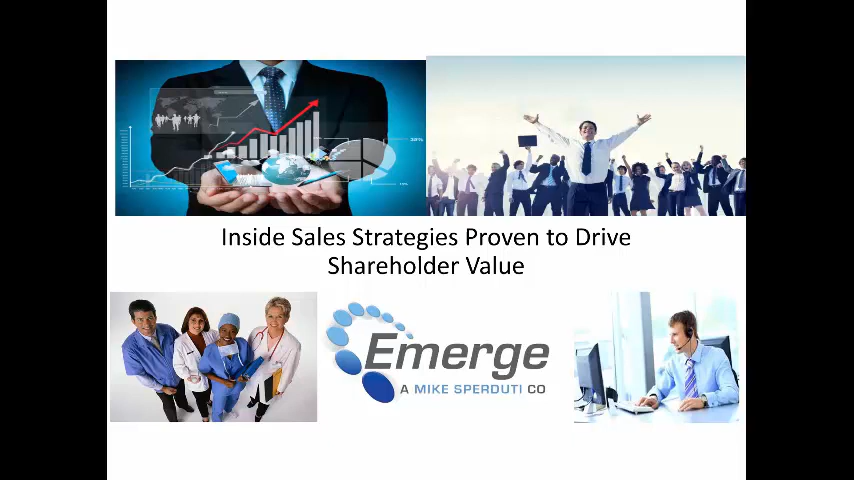 Inside Sales Strategies Proven to Drive
Shareholder Value
Emerge
A MIKE SPERDUTI CO